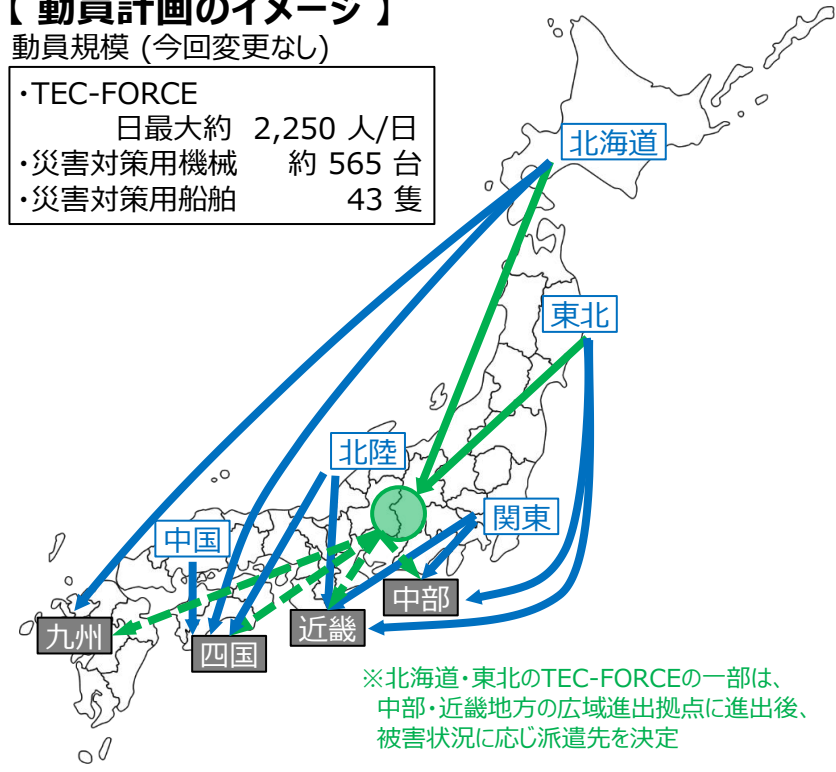 【 動員計画のイメージ 】
動員規模 (今回変更なし)
・TEC-FORCE
日最大約 2,250 人/日
・災害対策用機械 約 565 台
・災害対策用船舶 43 隻
北海道
東北
北陸
関東
中国
中部
近畿
九州
四国
※北海道・東北のTEC-FORCEの一部は、
中部・近畿地方の広域進出拠点に進出後、
被害状況に応じ派遣先を決定